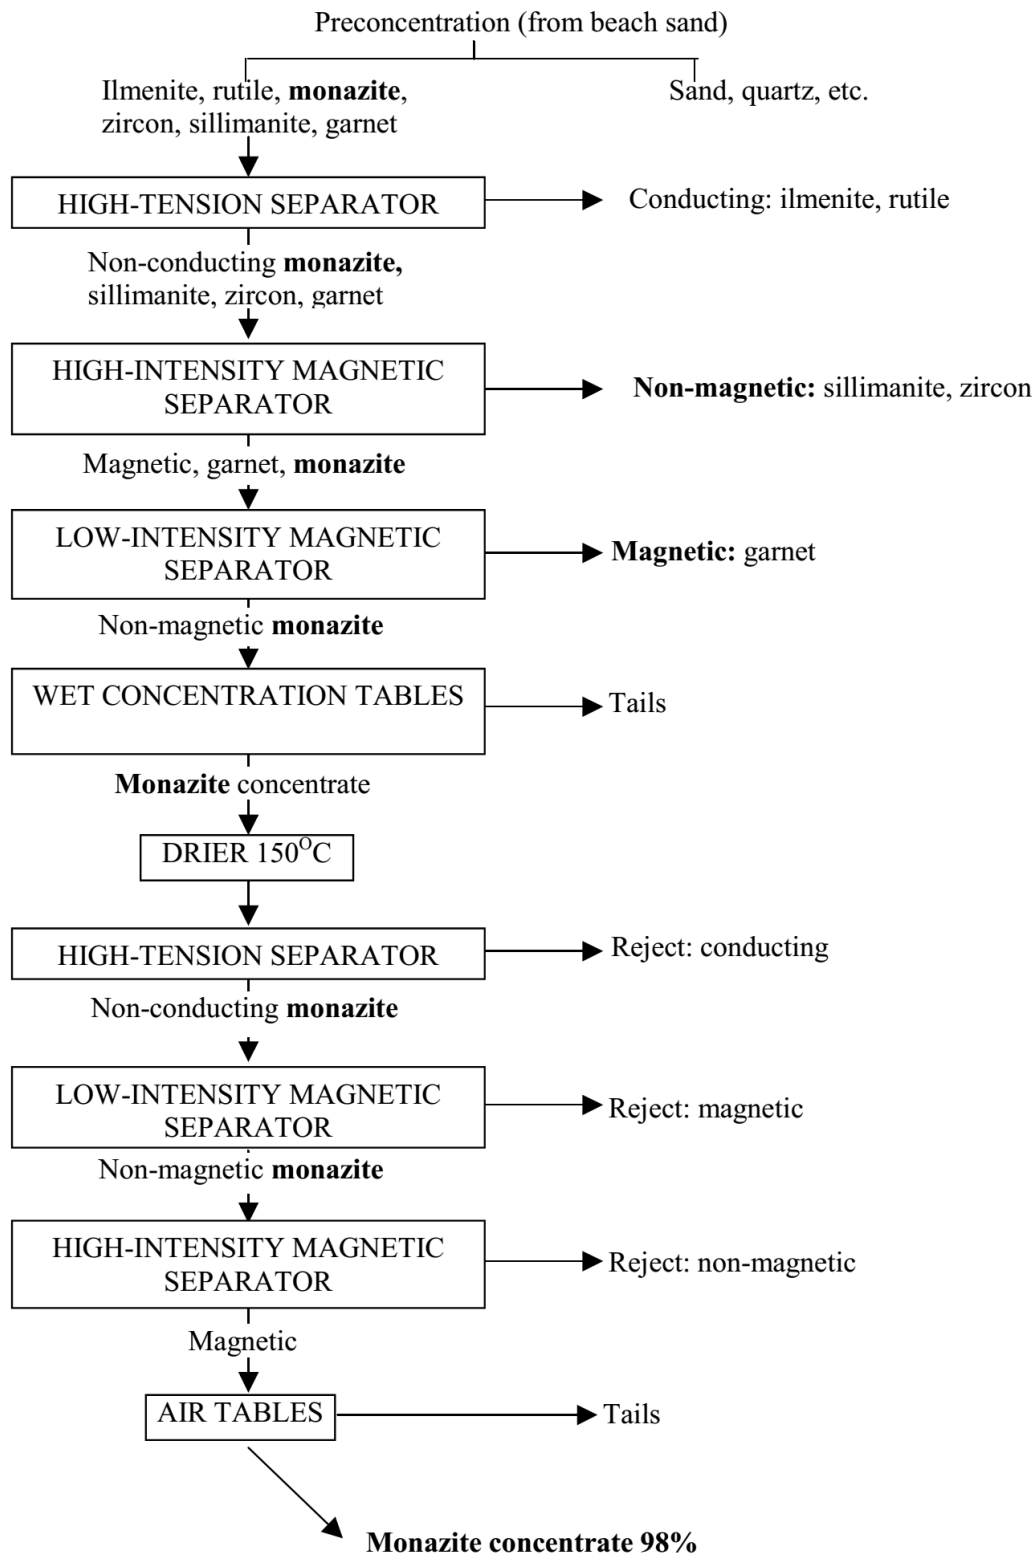 Preconcentration (from beach sand)
Ilmenite, rutile, monazite,
zircon, sillimanite, garnet
Sand, quartz, etc.
HIGH-TENSION SEPARATOR
Conducting: ilmenite, rutile
Non-conducting monazite,
sillimanite, zircon, garnet
HIGH-INTENSITY MAGNETIC
SEPARATOR
Non-magnetic: sillimanite, zircon
Magnetic, garnet, monazite
LOW-INTENSITY MAGNETIC
SEPARATOR
Magnetic: garnet
Non-magnetic monazite
WET CONCENTRATION TABLES
Tails
Monazite concentrate
DRIER 150°C
HIGH-TENSION SEPARATOR
Reject: conducting
Non-conducting monazite
LOW-INTENSITY MAGNETIC
SEPARATOR
Reject: magnetic
Non-magnetic monazite
HIGH-INTENSITY MAGNETIC
SEPARATOR
Reject: non-magnetic
Magnetic
AIR TABLES
Tails
Monazite concentrate 98%